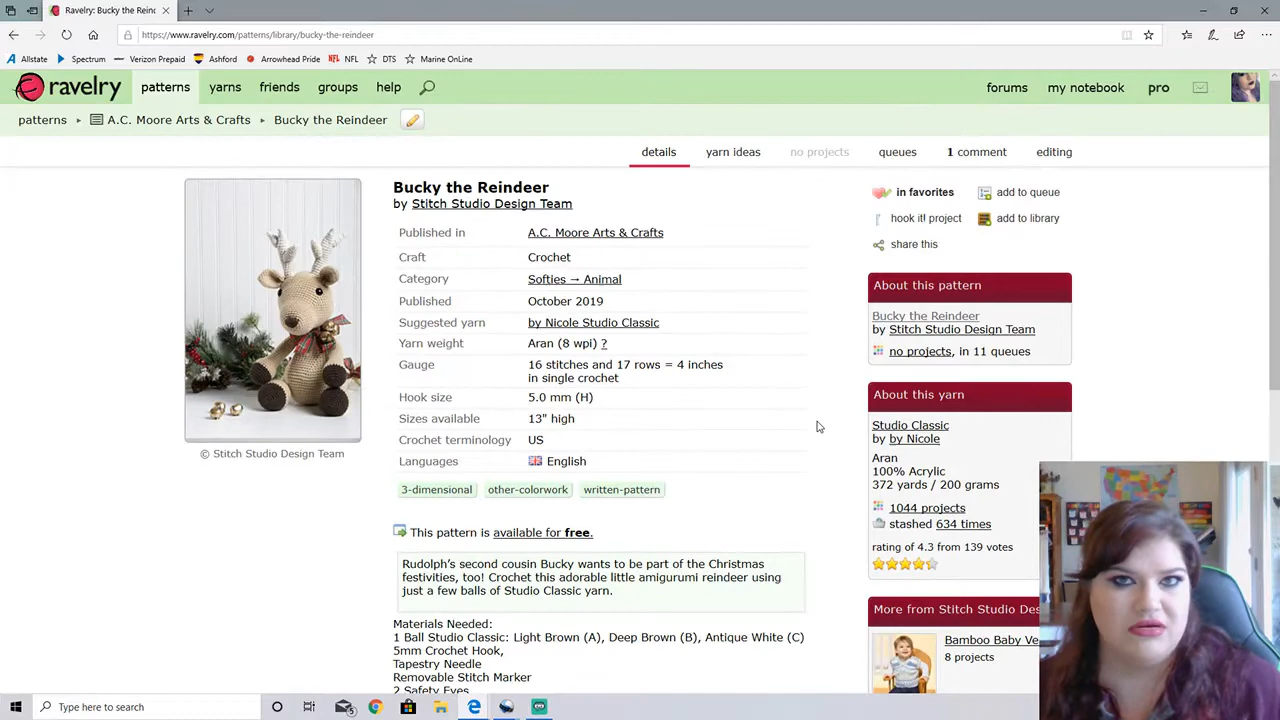 Ravelry: Bucky the Reind
https://www.ravelry.com/patterns/library/bucky-the-reindeer
Allstate Spectrum Verizon Prepaid Ashford Arrowhead Pride NFL NFL DTS Marine OnLine
ravelry patterns yarns friends groups help forums my notebook pro
patterns ▸ A.C. Moore Arts & Crafts ▸ Bucky the Reindeer
details yarn ideas no projects queues 1 comment editing
Bucky the Reindeer
by Stitch Studio Design Team
Published in A.C. Moore Arts & Crafts
Craft Crochet
Category Softies → Animal
Published October 2019
Suggested yarn by Nicole Studio Classic
Yarn weight Aran (8 wpi) ?
Gauge 16 stitches and 17 rows = 4 inches
in single crochet
Hook size 5.0 mm (H)
Sizes available 13" high
Crochet terminology US
Languages English
3-dimensional other-colorwork written-pattern
© Stitch Studio Design Team
This pattern is available for free.
Rudolph's second cousin Bucky wants to be part of the Christmas
festivities, too! Crochet this adorable little amigurumi reindeer using
just a few balls of Studio Classic yarn.
Materials Needed:
1 Ball Studio Classic: Light Brown (A), Deep Brown (B), Antique White (C)
5mm Crochet Hook,
Tapestry Needle
Removable Stitch Marker
2 Safety Eyes
in favorites add to queue
hook it! project add to library
share this
About this pattern
Bucky the Reindeer
by Stitch Studio Design Team
no projects, in 11 queues
About this yarn
Studio Classic
by by Nicole
Aran
100% Acrylic
372 yards / 200 grams
1044 projects
stashed 634 times
rating of 4.3 from 139 votes
More from Stitch Studio Des
Bamboo Baby Ve
8 projects
Type here to search
5